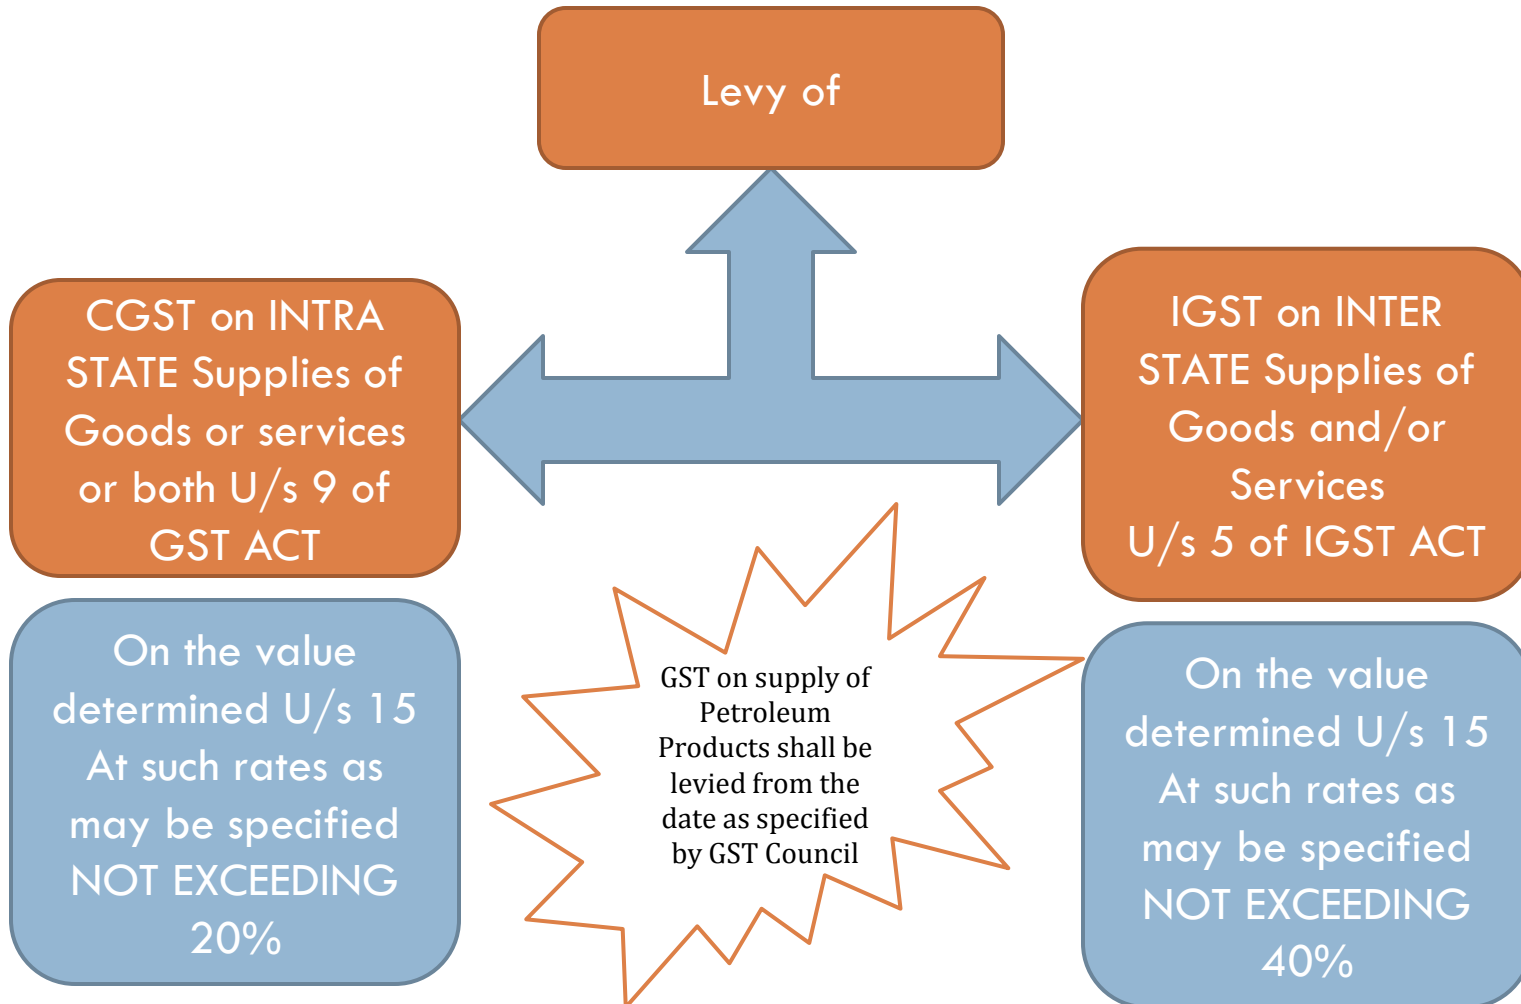 Levy of
CGST on INTRA
STATE Supplies of
Goods or services
or both U/s 9 of
GST ACT
IGST on INTER
STATE Supplies of
Goods and/or
Services
U/s 5 of IGST ACT
On the value
determined U/s 15
At such rates as
may be specified
NOT EXCEEDING
20%
GST on supply of
Petroleum
Products shall be
levied from the
date as specified
by GST Council
On the value
determined U/s 15
At such rates as
may be specified
NOT EXCEEDING
40%